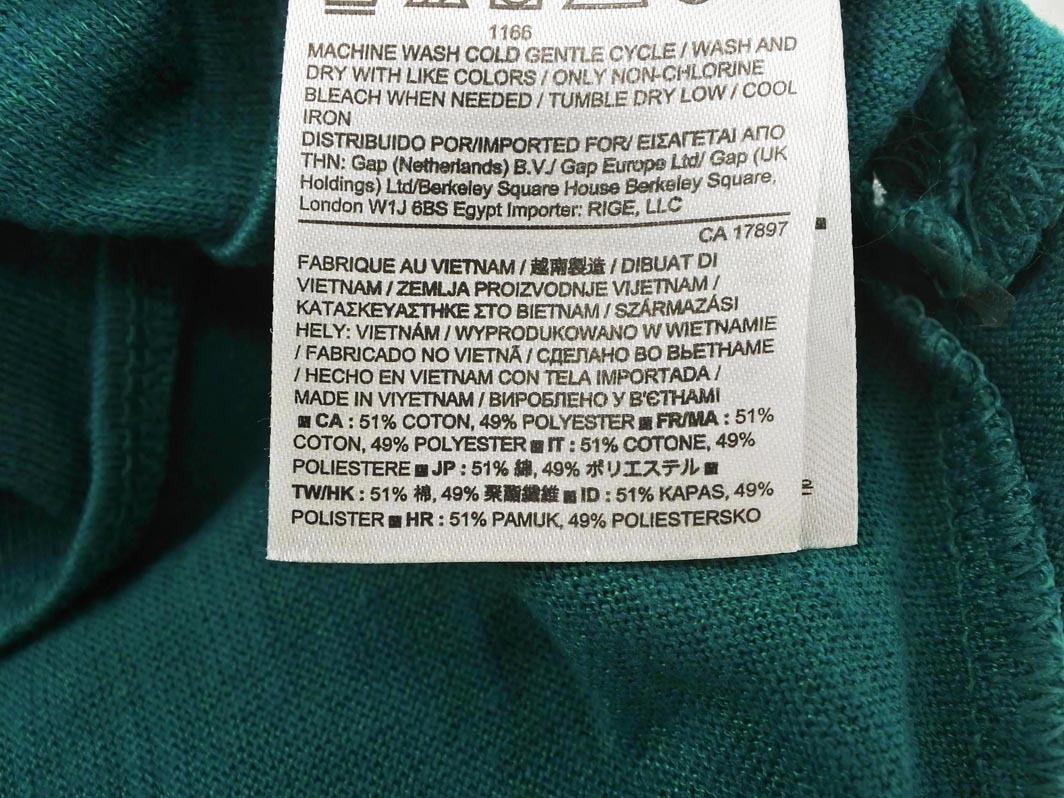 1166
MACHINE WASH COLD GENTLE CYCLE / WASH AND
DRY WITH LIKE COLORS / ONLY NON-CHLORINE
BLEACH WHEN NEEDED / TUMBLE DRY LOW / COOL
IRON
DISTRIBUIDO POR/IMPORTED FOR/ ΕΙΣΑΓΕΤΑΙ ΑΠΟ
ΤΗΝ: Gap (Netherlands) B.V./ Gap Europe Ltd/ Gap (UK
Holdings) Ltd/Berkeley Square House Berkeley Square,
London W1J 6BS Egypt Importer: RIGE, LLC
CA 17897
FABRIQUE AU VIETNAM / 越南製造 / DIBUAT DI
VIETNAM / ZEMLJA PROIZVODNJE VIJETNAM /
ΚΑΤΑΣΚΕΥΑΣΤΗΚΕ ΣΤΟ ΒΙΕΤΝΑΜ / SZÁRMAZÁSI
HELY: VIETNÁM / WYPRODUKOWANO W WIETNAMIE
/ FABRICADO NO VIETNÃ / СДЕЛАНО ВО ВЬЕТНАМЕ
/ HECHO EN VIETNAM CON TELA IMPORTADA /
MADE IN VIYETNAM / ВИРОБЛЕНО У В'ЄТНАМІ
■ CA : 51% COTON, 49% POLYESTER ■ FR/MA : 51%
COTON, 49% POLYESTER ■ IT : 51% COTONE, 49%
POLIESTERE ■ JP : 51% 綿, 49% ポリエステル ■
TW/HK : 51% 棉, 49% 聚酯纖維 ■ ID : 51% KAPAS, 49%
POLISTER ■ HR : 51% PAMUK, 49% POLIESTERSKO